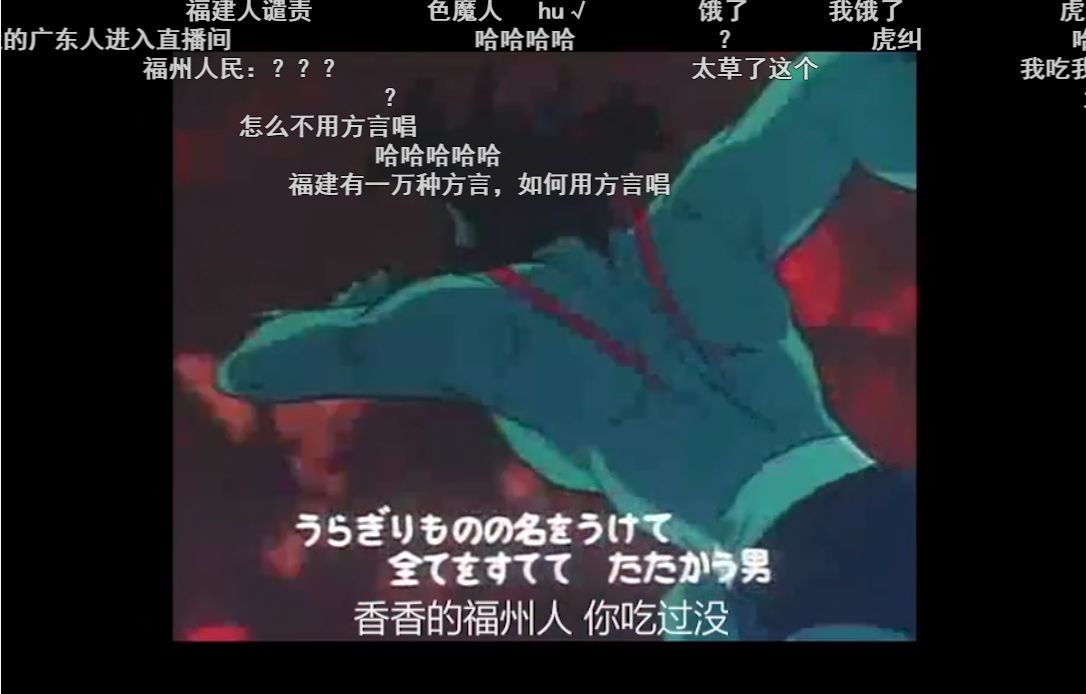 福建人谴责 色魔人 hu√ 饿了 我饿了 虎
的广东人进入直播间 哈哈哈哈 ? 虎纠
福州人民：？？？ 太草了这个 我吃我
?
怎么不用方言唱
哈哈哈哈哈
福建有一万种方言，如何用方言唱
うらぎりものの名をうけて
全てをすてて たたかう男
香香的福州人 你吃过没